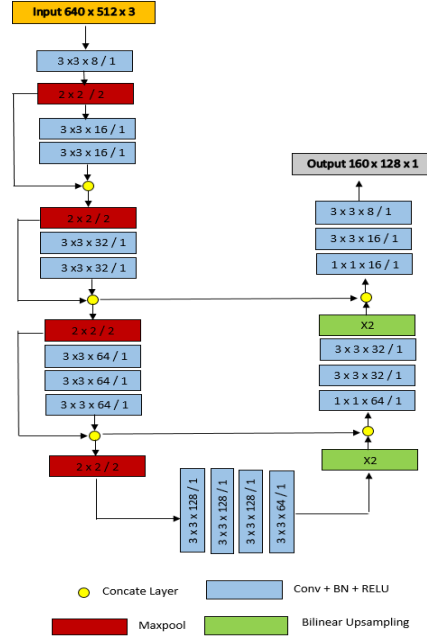 Input 640 x 512 x 3
3 x3 x 8 / 1
2 x 2 / 2
3 x3 x 16 / 1
3 x3 x 16 / 1
2 x 2 / 2
3 x3 x 32 / 1
3 x3 x 32 / 1
2 x 2 / 2
3 x 3 x 64 / 1
3 x 3 x 64 / 1
3 x 3 x 64 / 1
2 x 2 / 2
3 x 3 x 128 / 1
3 x 3 x 128 / 1
3 x 3 x 128 / 1
3 x 3 x 64 / 1
X2
1 x 1 x 64 / 1
3 x 3 x 32 / 1
3 x 3 x 32 / 1
X2
1 x 1 x 16 / 1
3 x 3 x 16 / 1
3 x 3 x 8 / 1
Output 160 x 128 x 1
Concate Layer
Conv + BN + RELU
Maxpool
Bilinear Upsampling